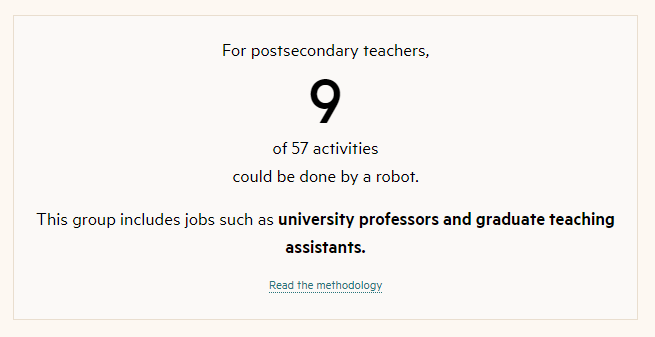 For postsecondary teachers,
9
of 57 activities
could be done by a robot.
This group includes jobs such as university professors and graduate teaching
assistants.
Read the methodology